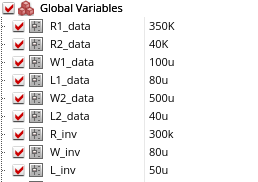 Global Variables
R1_data 350K
R2_data 40K
W1_data 100u
L1_data 80u
W2_data 500u
L2_data 40u
R_inv 300k
W_inv 80u
L_inv 50u